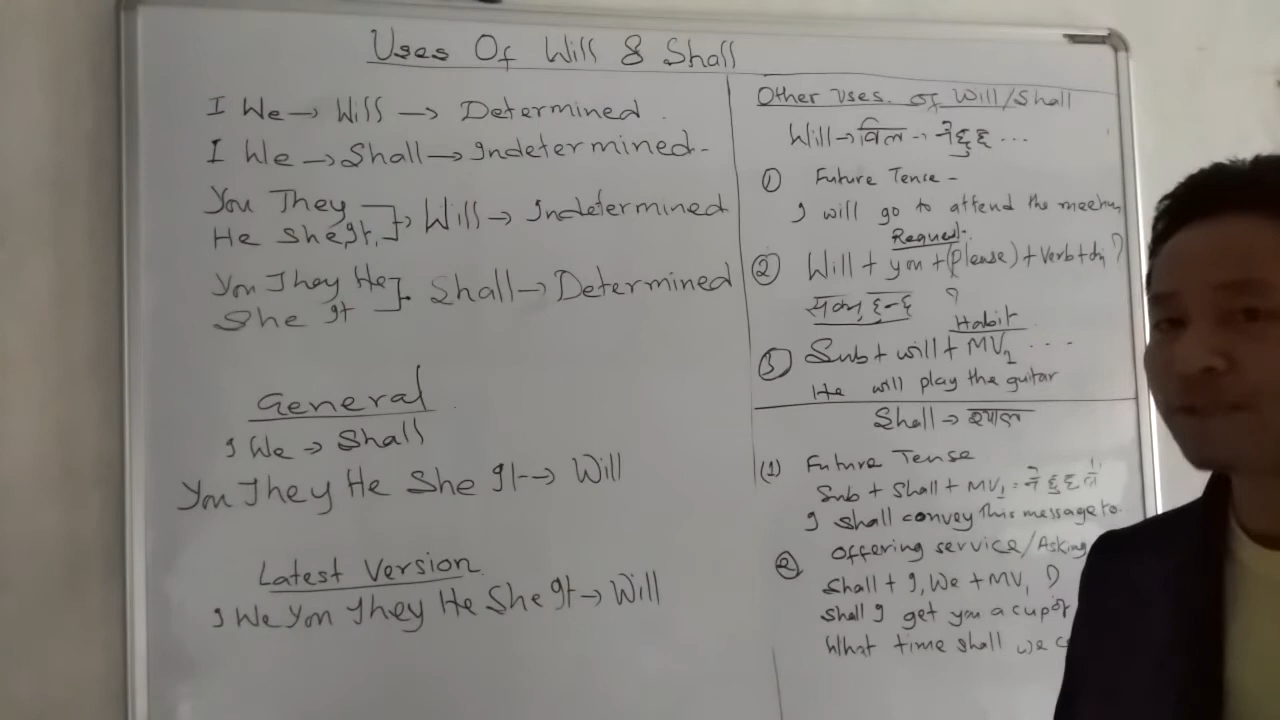 Uses Of Will & Shall
I We → Will → Determined.
I We → Shall → Indetermined.
You They
He She It. → Will → Indetermined
You They He
She It Shall → Determined
General
I We → Shall
You They He She It → Will
Latest Version
I We You They He She It → Will
Other Uses. Of Will/Shall
Will → विल
① Future Tense -
I will go to attend the meeting
Request.
② Will + you + (Please) + Verb + obj ?
?
Habit
③ Sub + will + MV1 ....
He will play the guitar
Shall → श्याल
(1) Future Tense
Sub + Shall + MV1
I shall convey this message to.
② Offering service/Asking
Shall + I, We + MV1 ?
Shall I get you a cup of
What time shall we